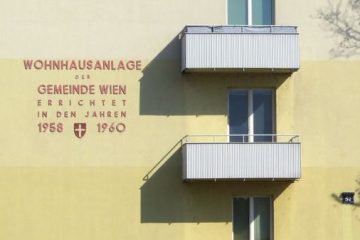 WOHNHAUSANLAGE
DER
GEMEINDE WIEN
ERRICHTET
IN DEN JAHREN
1958 1960